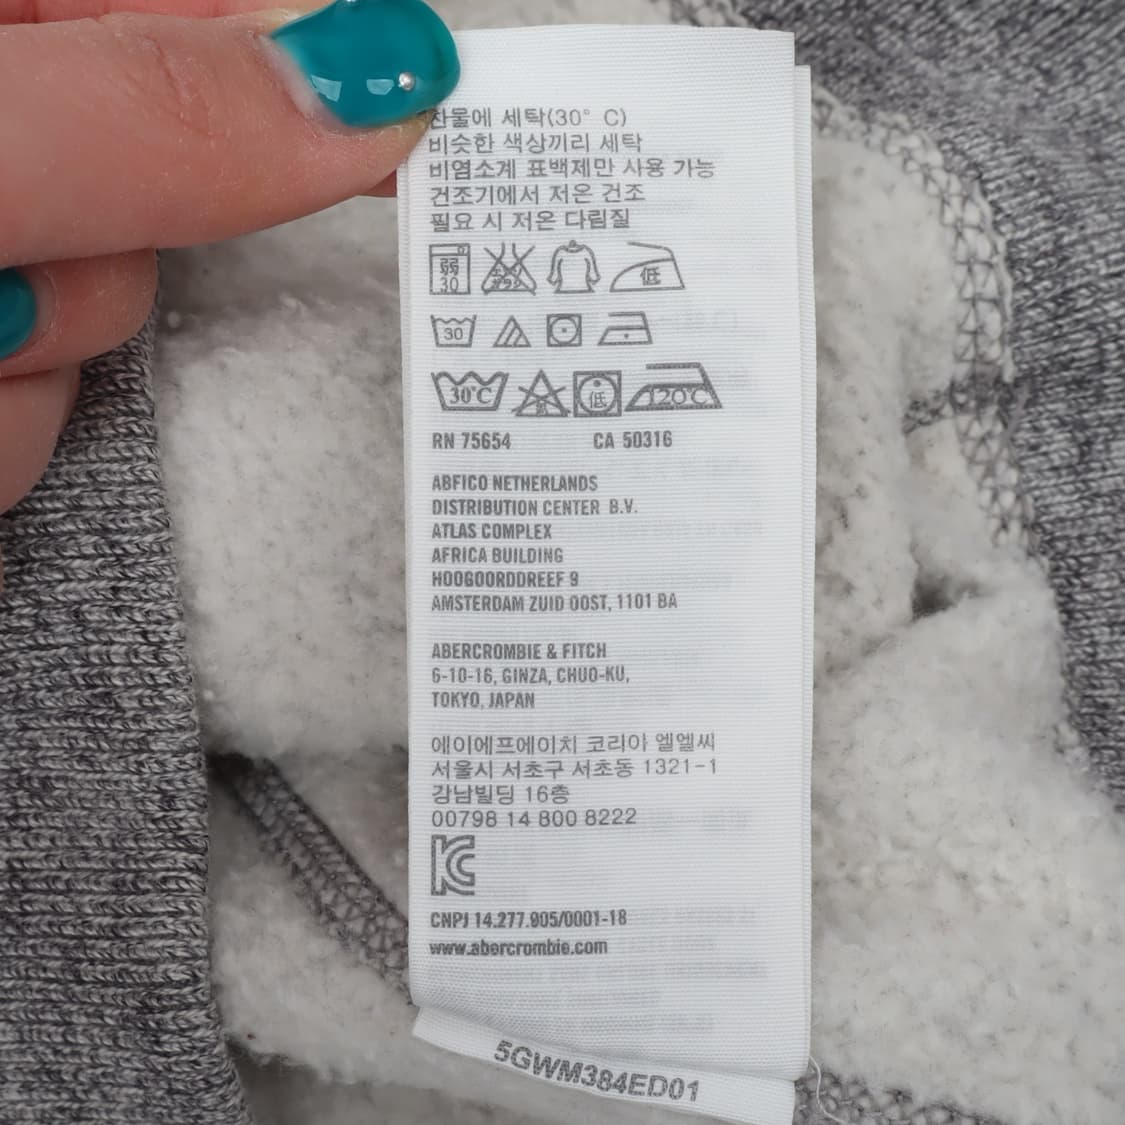 찬물에 세탁(30° C)
비슷한 색상끼리 세탁
비염소계 표백제만 사용 가능
건조기에서 저온 건조
필요 시 저온 다림질
弱
30
低
30
30°C
低
120°C
RN 75654 CA 50316
ABFICO NETHERLANDS
DISTRIBUTION CENTER B.V.
ATLAS COMPLEX
AFRICA BUILDING
HOOGOORDDREEF 9
AMSTERDAM ZUID OOST, 1101 BA
ABERCROMBIE & FITCH
6-10-16, GINZA, CHUO-KU,
TOKYO, JAPAN
에이에프에이치 코리아 엘엘씨
서울시 서초구 서초동 1321-1
강남빌딩 16층
00798 14 800 8222
KC
CNPJ 14.277.905/0001-18
www.abercrombie.com
5GWM384ED01